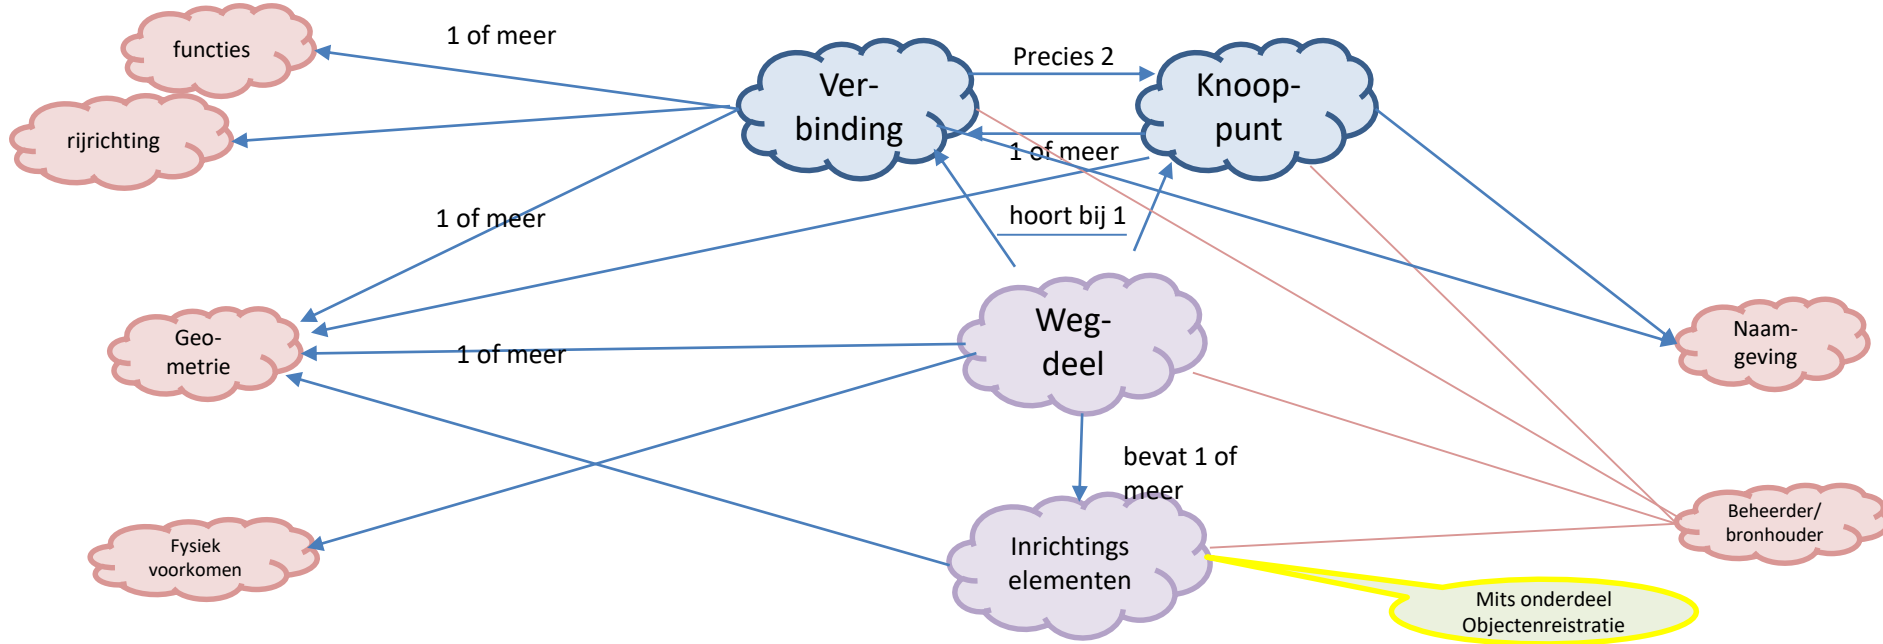 functies
1 of meer
Ver-
binding
Precies 2
Knoop-
punt
rijrichting
1 of meer
1 of meer
hoort bij 1
Geo-
metrie
1 of meer
Weg-
deel
Naam-
geving
bevat 1 of
meer
Fysiek
voorkomen
Inrichtings
elementen
Beheerder/
bronhouder
Mits onderdeel
Objectenreistratie